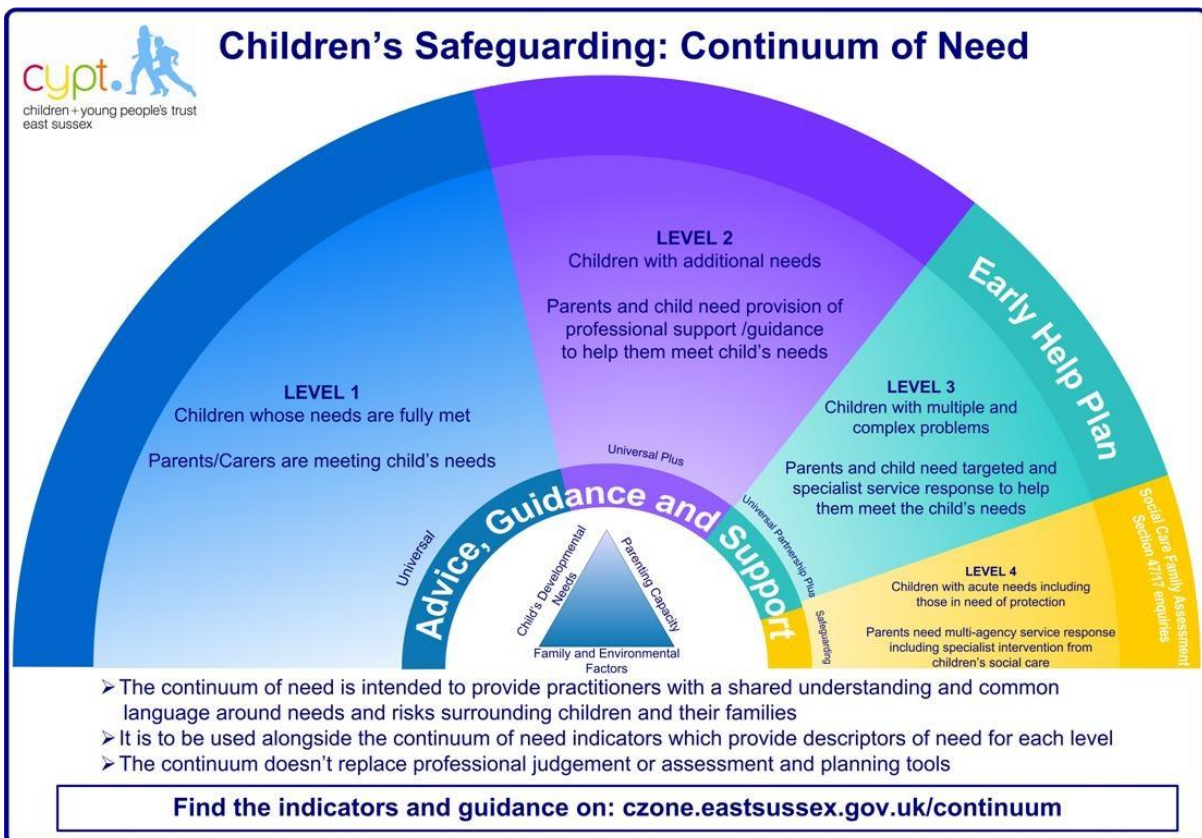 Children's Safeguarding: Continuum of Need
cypt.
children+young people's trust
east sussex
LEVEL 1
Children whose needs are fully met
Parents/Carers are meeting child's needs
LEVEL 2
Children with additional needs
Parents and child need provision of
professional support /guidance
to help them meet child's needs
LEVEL 3
Children with multiple and
complex problems
Parents and child need targeted and
specialist service response to help
them meet the child's needs
LEVEL 4
Children with acute needs including
those in need of protection
Parents need multi-agency service response
including specialist intervention from
children's social care
Early Help Plan
Social Care Family Assessment
Section 47/17 enquiries
Universal
Universal Plus
Universal Partnership Plus
Safeguarding
Advice, Guidance and Support
Child's Developmental
Needs
Parenting Capacity
Family and Environmental
Factors
➢ The continuum of need is intended to provide practitioners with a shared understanding and common
language around needs and risks surrounding children and their families
➢ It is to be used alongside the continuum of need indicators which provide descriptors of need for each level
➢ The continuum doesn't replace professional judgement or assessment and planning tools
Find the indicators and guidance on: czone.eastsussex.gov.uk/continuum